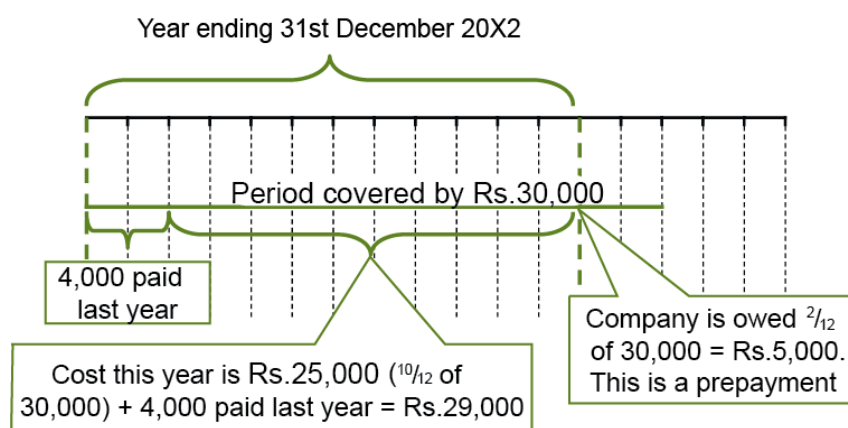 Year ending 31st December 20X2
Period covered by Rs.30,000
4,000 paid
last year
Cost this year is Rs.25,000 (10/12 of
30,000) + 4,000 paid last year = Rs.29,000
Company is owed 2/12
of 30,000 = Rs.5,000.
This is a prepayment